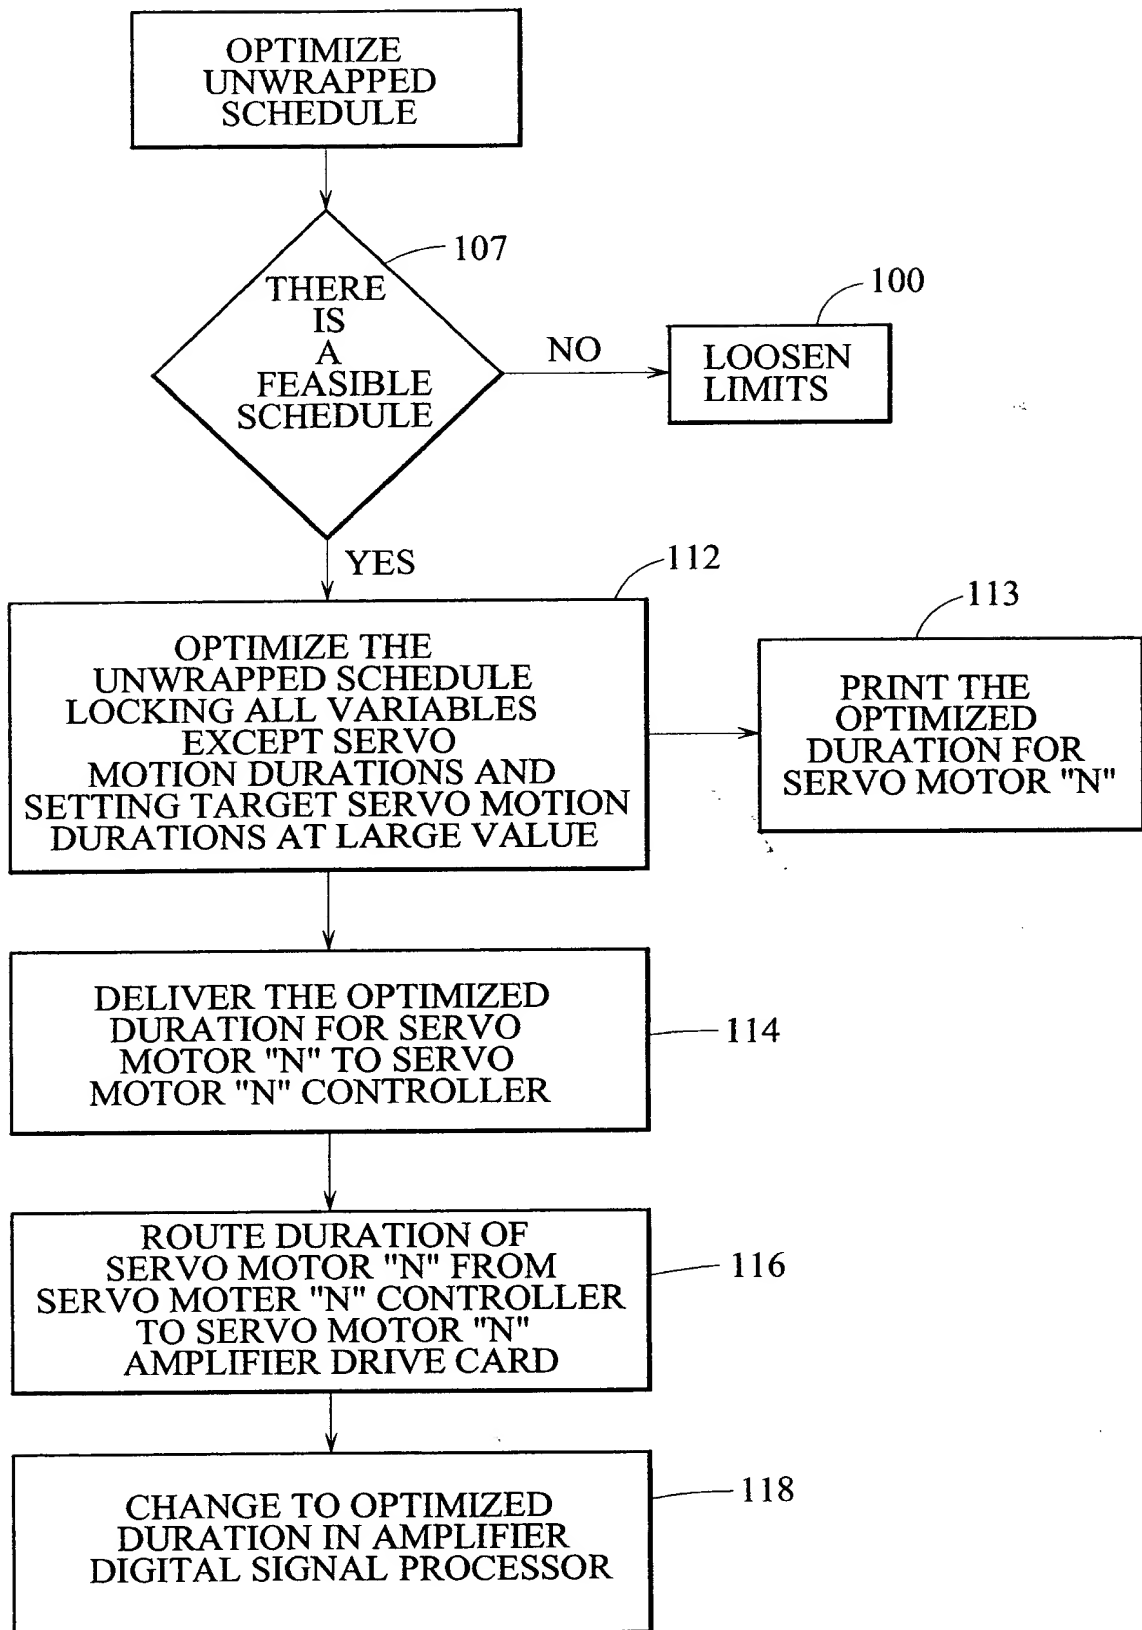 OPTIMIZE
UNWRAPPED
SCHEDULE
107
THERE
IS
A
FEASIBLE
SCHEDULE
NO
100
LOOSEN
LIMITS
YES
112
OPTIMIZE THE
UNWRAPPED SCHEDULE
LOCKING ALL VARIABLES
EXCEPT SERVO
MOTION DURATIONS AND
SETTING TARGET SERVO MOTION
DURATIONS AT LARGE VALUE
113
PRINT THE
OPTIMIZED
DURATION FOR
SERVO MOTOR "N"
DELIVER THE OPTIMIZED
DURATION FOR SERVO
MOTOR "N" TO SERVO
MOTOR "N" CONTROLLER
114
ROUTE DURATION OF
SERVO MOTOR "N" FROM
SERVO MOTER "N" CONTROLLER
TO SERVO MOTOR "N"
AMPLIFIER DRIVE CARD
116
CHANGE TO OPTIMIZED
DURATION IN AMPLIFIER
DIGITAL SIGNAL PROCESSOR
118